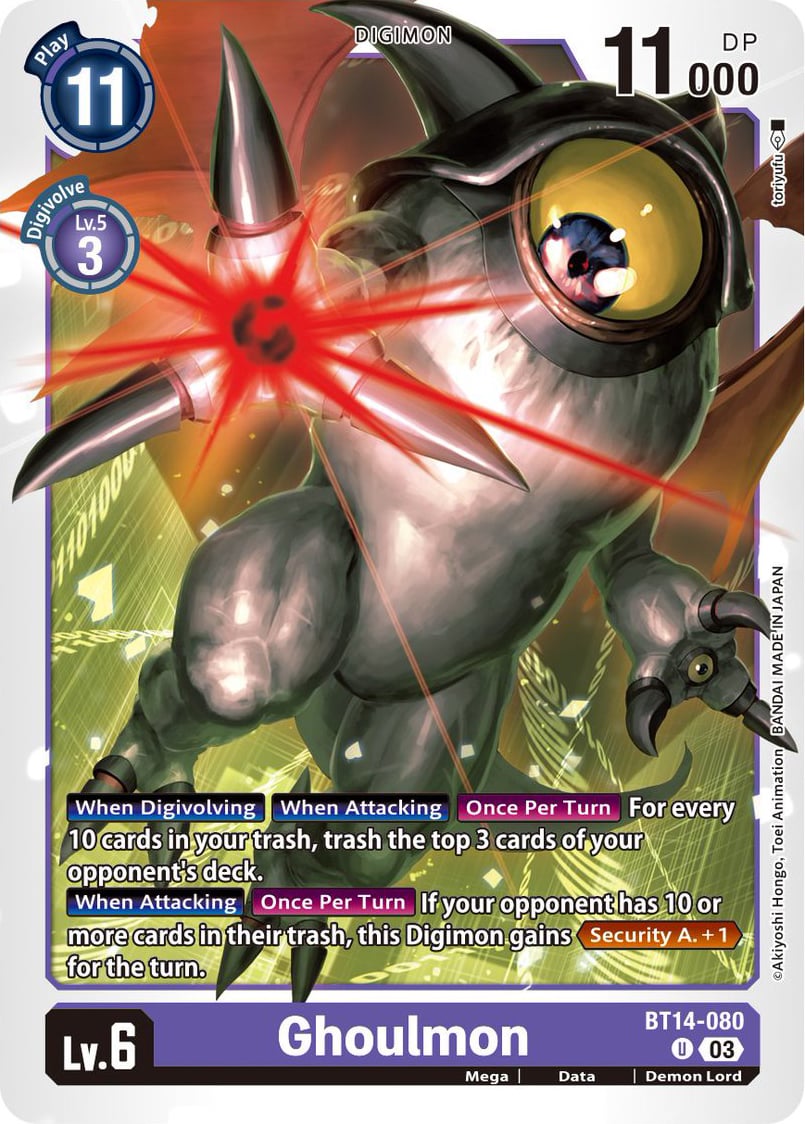 DIGIMON
Play
11
11000
DP
Digivolve
Lv.5
3
toriyufu
1101000
When Digivolving When Attacking Once Per Turn For every
10 cards in your trash, trash the top 3 cards of your
opponent's deck.
When Attacking Once Per Turn If your opponent has 10 or
more cards in their trash, this Digimon gains Security A. +1
for the turn.
©Akiyoshi Hongo, Toei Animation BANDAI MADE IN JAPAN
Lv.6
Ghoulmon
BT14-080
U 03
Mega | Data | Demon Lord